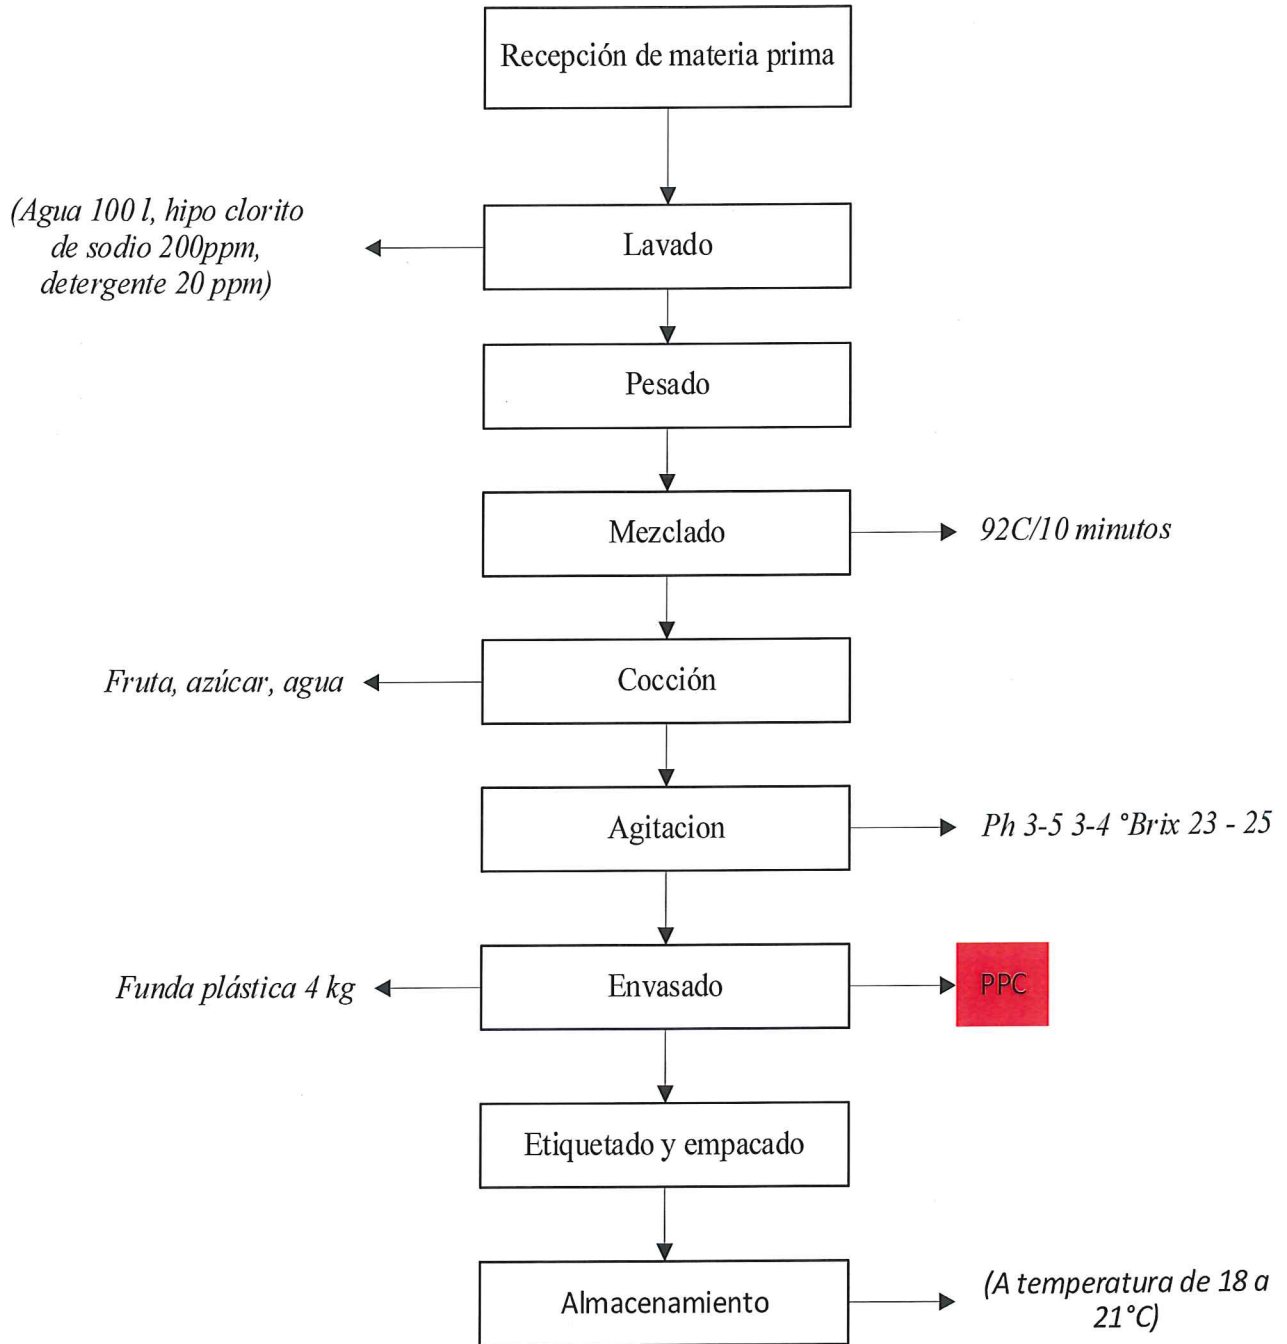 Recepción de materia prima
(Agua 100 l, hipo clorito
de sodio 200ppm,
detergente 20 ppm)
Lavado
Pesado
Mezclado
92C/10 minutos
Fruta, azúcar, agua
Cocción
Agitacion
Ph 3-5 3-4 °Brix 23 - 25
Funda plástica 4 kg
Envasado
PPC
Etiquetado y empacado
Almacenamiento
(A temperatura de 18 a
21°C)